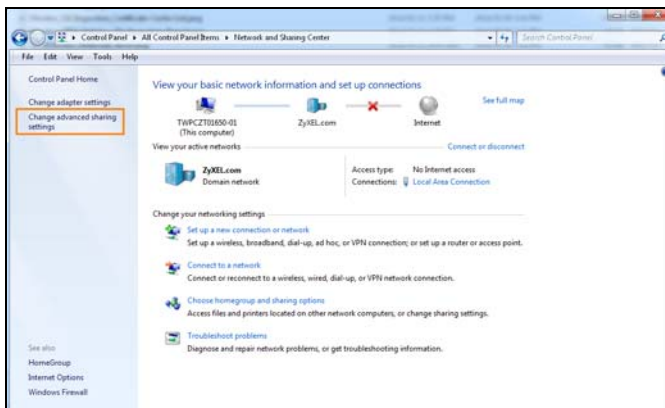 Control Panel ▸ All Control Panel Items ▸ Network and Sharing Center
Search Control Panel
File Edit View Tools Help
Control Panel Home
Change adapter settings
Change advanced sharing
settings
View your basic network information and set up connections
TWPCZT01650-01
(This computer)
ZyXEL.com
Internet
See full map
View your active networks
Connect or disconnect
ZyXEL.com
Domain network
Access type: No Internet access
Connections: Local Area Connection
Change your networking settings
Set up a new connection or network
Set up a wireless, broadband, dial-up, ad hoc, or VPN connection; or set up a router or access point.
Connect to a network
Connect or reconnect to a wireless, wired, dial-up, or VPN network connection.
Choose homegroup and sharing options
Access files and printers located on other network computers, or change sharing settings.
Troubleshoot problems
Diagnose and repair network problems, or get troubleshooting information.
See also
HomeGroup
Internet Options
Windows Firewall